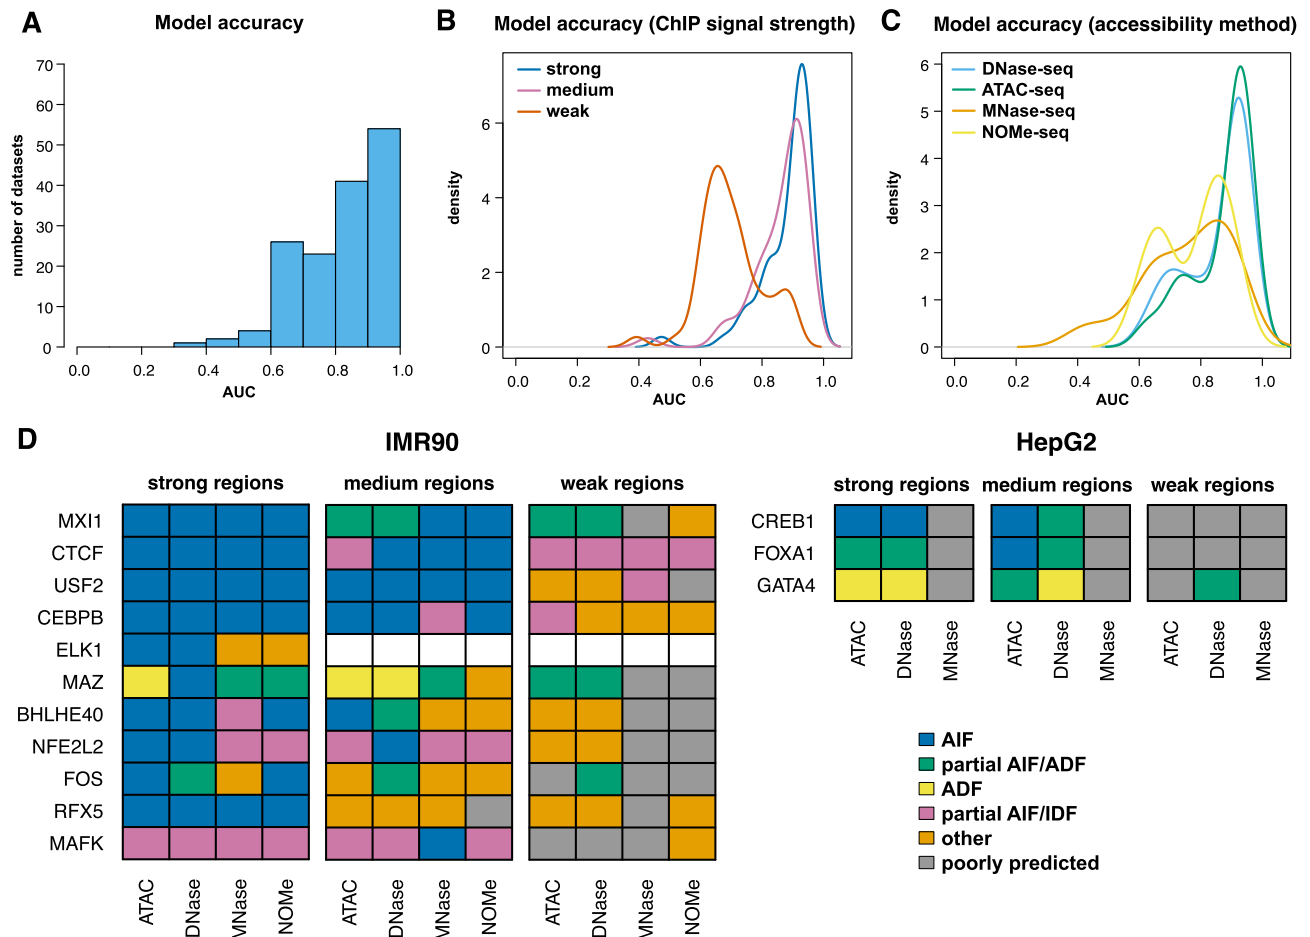 A
Model accuracy
number of datasets
70
60
50
40
30
20
10
0
0.0 0.2 0.4 0.6 0.8 1.0
AUC
B
Model accuracy (ChIP signal strength)
strong
medium
weak
density
6
4
2
0
0.0 0.2 0.4 0.6 0.8 1.0
AUC
C
Model accuracy (accessibility method)
DNase-seq
ATAC-seq
MNase-seq
NOMe-seq
density
6
5
4
3
2
1
0
0.0 0.2 0.4 0.6 0.8 1.0
AUC
D
IMR90
strong regions medium regions weak regions
MXI1
CTCF
USF2
CEBPB
ELK1
MAZ
BHLHE40
NFE2L2
FOS
RFX5
MAFK
ATAC DNase MNase NOMe ATAC DNase MNase NOMe ATAC DNase MNase NOMe
HepG2
strong regions medium regions weak regions
CREB1
FOXA1
GATA4
ATAC DNase MNase ATAC DNase MNase ATAC DNase MNase
AIF
partial AIF/ADF
ADF
partial AIF/IDF
other
poorly predicted